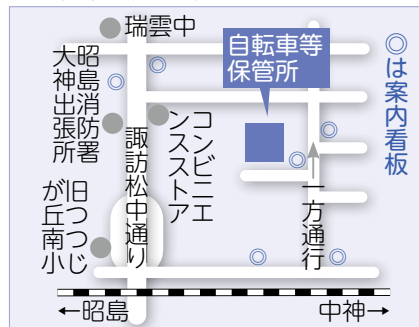 瑞雲中
自転車等
保管所
◎は案内看板
昭島消防署
大神出張所
コンビニエ
ンスストア
諏訪松中通り
旧つつじ
が丘南小
一方通行
←昭島
中神→